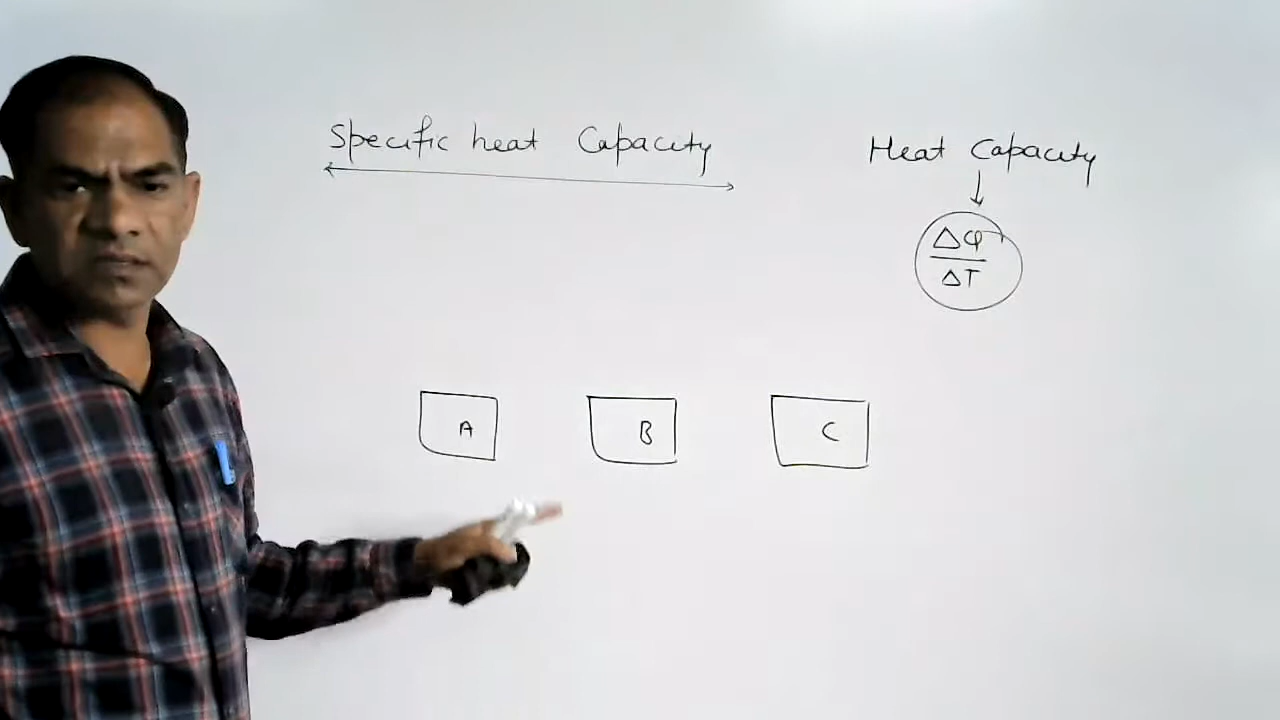 Specific heat Capacity
Heat Capacity
ΔQ
ΔT
A
B
C